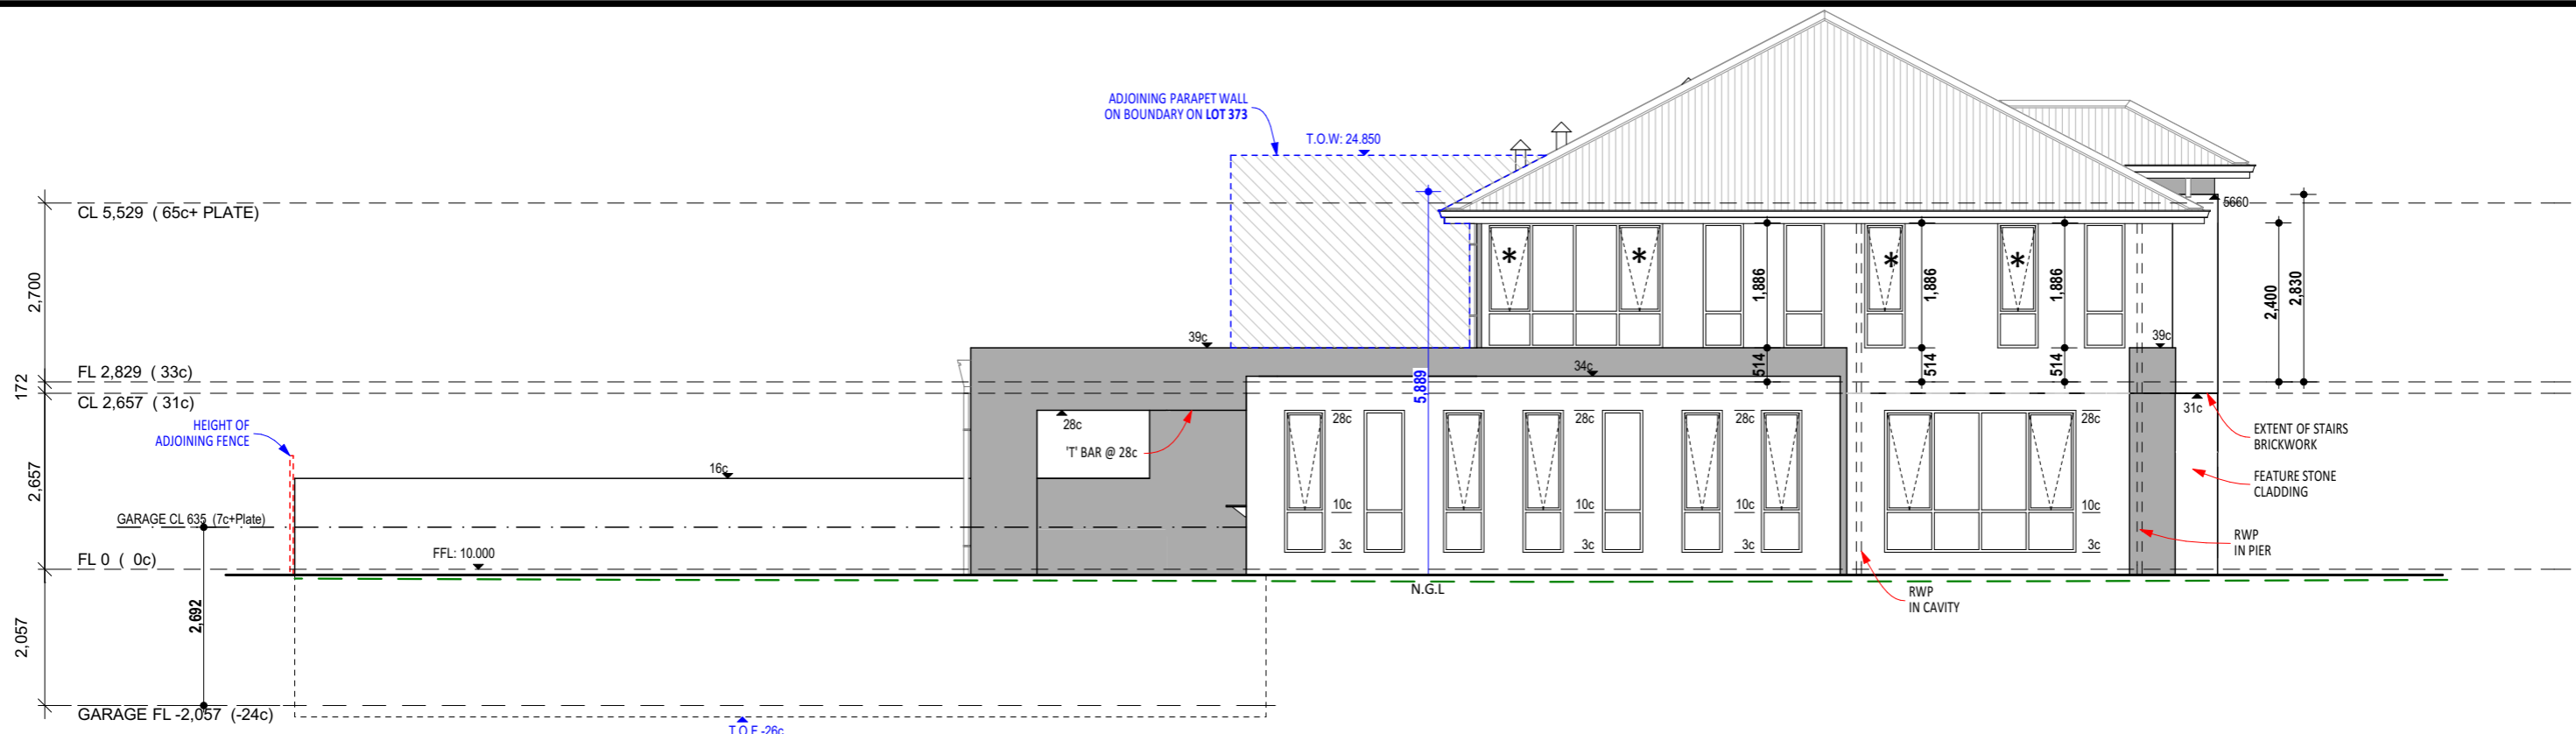 ADJOINING PARAPET WALL
ON BOUNDARY ON LOT 373
T.O.W: 24.850
CL 5,529 ( 65c+ PLATE)
5660
2,700
1,886
1,886
1,886
2,400
2,830
39c
39c
34c
514
514
514
FL 2,829 ( 33c)
172
CL 2,657 ( 31c)
5,889
31c
HEIGHT OF
ADJOINING FENCE
28c
'T' BAR @ 28c
28c
28c
28c
28c
EXTENT OF STAIRS
BRICKWORK
2,657
16c
FEATURE STONE
CLADDING
GARAGE CL 635 (7c+Plate)
10c
10c
10c
10c
RWP
IN PIER
FL 0 ( 0c)
FFL: 10.000
3c
3c
3c
3c
N.G.L
RWP
IN CAVITY
2,692
2,057
GARAGE FL -2,057 (-24c)
T.O.F -26c